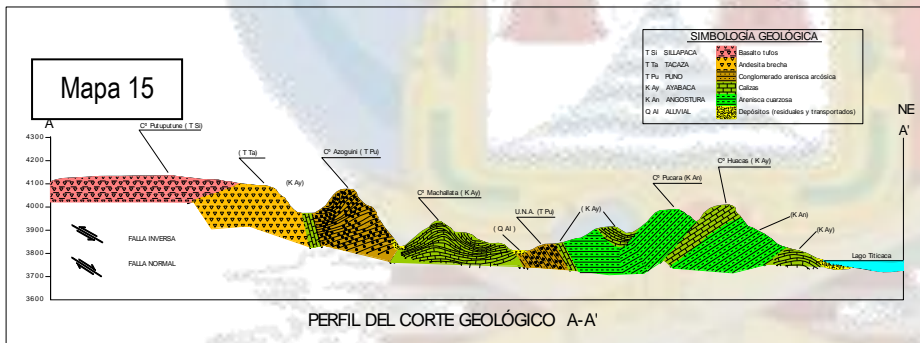 Mapa 15
SIMBOLOGÍA GEOLÓGICA
T Si SILLAPACA Basalto tufos
T Ta TACAZA Andesita brecha
T Pu PUNO Conglomerado arenisca arcósica
K Ay AYABACA Calizas
K An ANGOSTURA Arenisca cuarzosa
Q Al ALUVIAL Depósitos (residuales y transportados)
A
NE
A'
4300
4200
4100
4000
3900
3800
3700
3600
Cº Putuputune ( T Si)
( T Ta)
(K Ay)
Cº Azoguini ( T Pu)
Cº Machallata ( K Ay)
( Q Al )
U.N.A. (T Pu)
( K Ay)
Cº Pucara (K An)
Cº Huacas ( K Ay)
(K An)
(K Ay)
Lago Titicaca
FALLA INVERSA
FALLA NORMAL
PERFIL DEL CORTE GEOLÓGICO A-A'